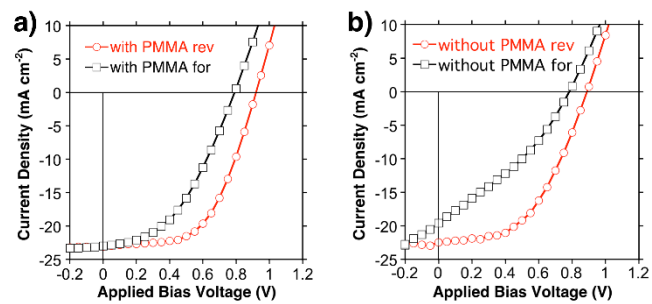 a)
with PMMA rev
with PMMA for
10
5
0
-5
-10
-15
-20
-25
Current Density (mA cm-2)
-0.2 0 0.2 0.4 0.6 0.8 1 1.2
Applied Bias Voltage (V)
b)
without PMMA rev
without PMMA for
10
5
0
-5
-10
-15
-20
-25
Current Density (mA cm-2)
-0.2 0 0.2 0.4 0.6 0.8 1 1.2
Applied Bias Voltage (V)